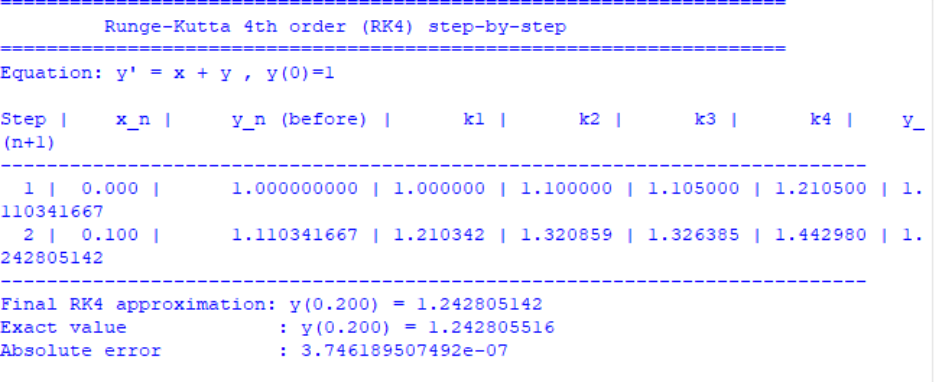 ====================================================================
Runge-Kutta 4th order (RK4) step-by-step
====================================================================
Equation: y' = x + y , y(0)=1
Step |    x_n |      y_n (before) |       k1 |       k2 |       k3 |       k4 |    y_
(n+1)
---------------------------------------------------------------------------
  1 |  0.000 |      1.000000000 | 1.000000 | 1.100000 | 1.105000 | 1.210500 | 1.
110341667
  2 |  0.100 |      1.110341667 | 1.210342 | 1.320859 | 1.326385 | 1.442980 | 1.
242805142
---------------------------------------------------------------------------
Final RK4 approximation: y(0.200) = 1.242805142
Exact value             : y(0.200) = 1.242805516
Absolute error          : 3.746189507492e-07